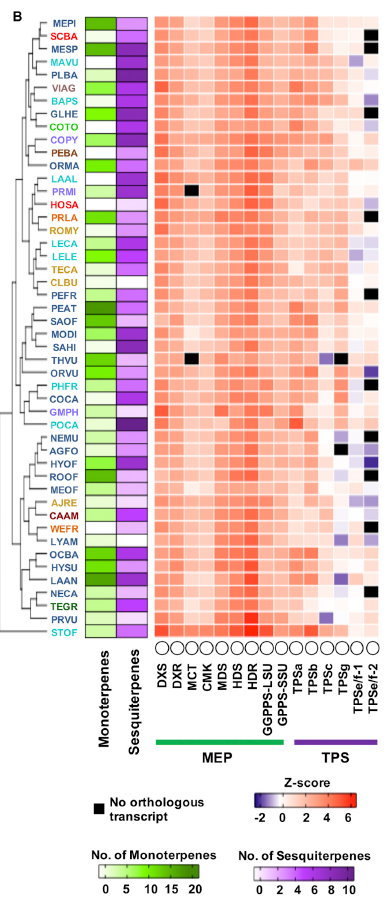 B
MEPI
SCBA
MESP
MAVU
PLBA
VIAG
BAPS
GLHE
COTO
COPY
PEBA
ORMA
LAAL
PRMI
HOSA
PRLA
ROMY
LECA
LELE
TECA
CLBU
PEFR
PEAT
SAOF
MODI
SAHI
THVU
ORVU
PHFR
COCA
GMPH
POCA
NEMU
AGFO
HYOF
ROOF
MEOF
AJRE
CAAM
WEFR
LYAM
OCBA
HYSU
LAAN
NECA
TEGR
PRVU
STOF
Monoterpenes
Sesquiterpenes
DXS
DXR
MCT
CMK
MDS
HDS
HDR
GGPPS-LSU
GPPS-SSU
TPSa
TPSb
TPSc
TPSg
TPSe/f-1
TPSe/f-2
MEP
TPS
No orthologous
transcript
Z-score
-2 0 2 4 6
No. of Monoterpenes
0 5 10 15 20
No. of Sesquiterpenes
0 2 4 6 8 10